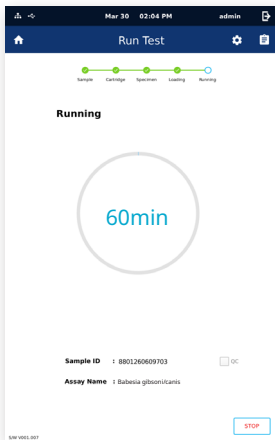 Mar 30 02:04 PM admin
Run Test
Sample Cartridge Specimen Loading Running
Running
60min
Sample ID : 8801260609703 QC
Assay Name : Babesia gibsoni/canis
STOP
S/W V001.007